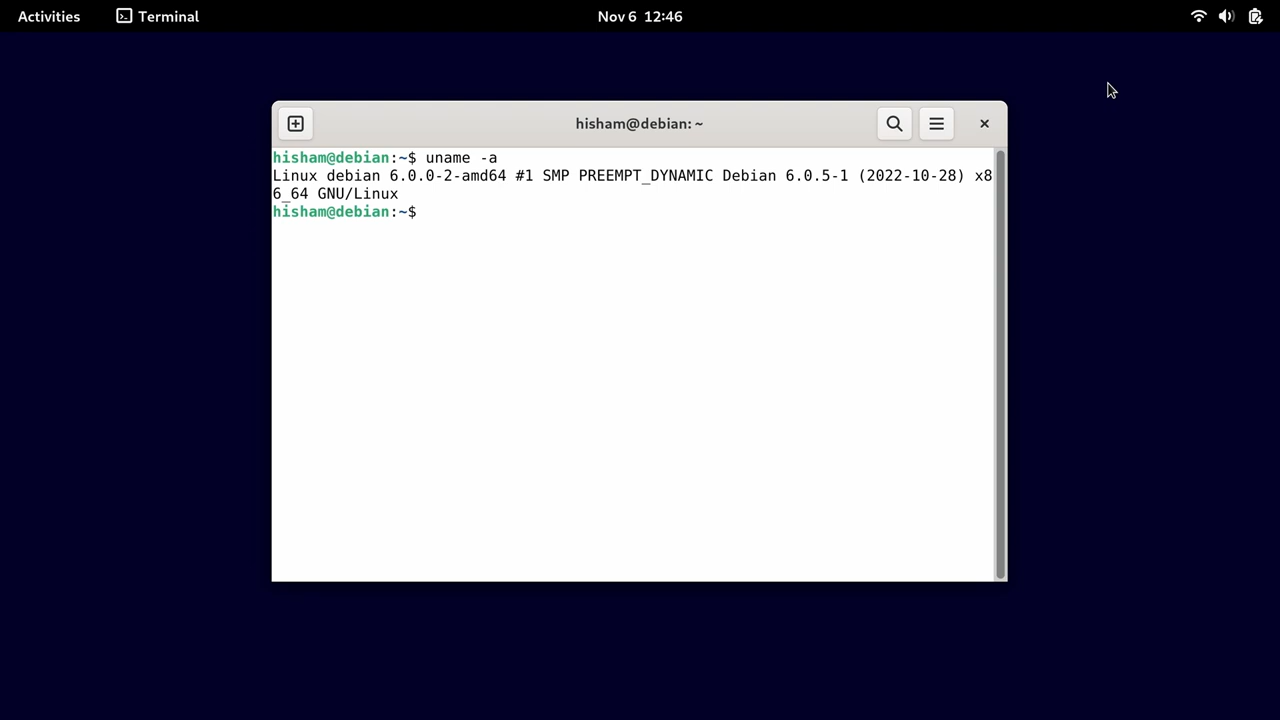 Activities Terminal Nov 6 12:46
hisham@debian: ~
hisham@debian:~$ uname -a
Linux debian 6.0.0-2-amd64 #1 SMP PREEMPT_DYNAMIC Debian 6.0.5-1 (2022-10-28) x8
6_64 GNU/Linux
hisham@debian:~$